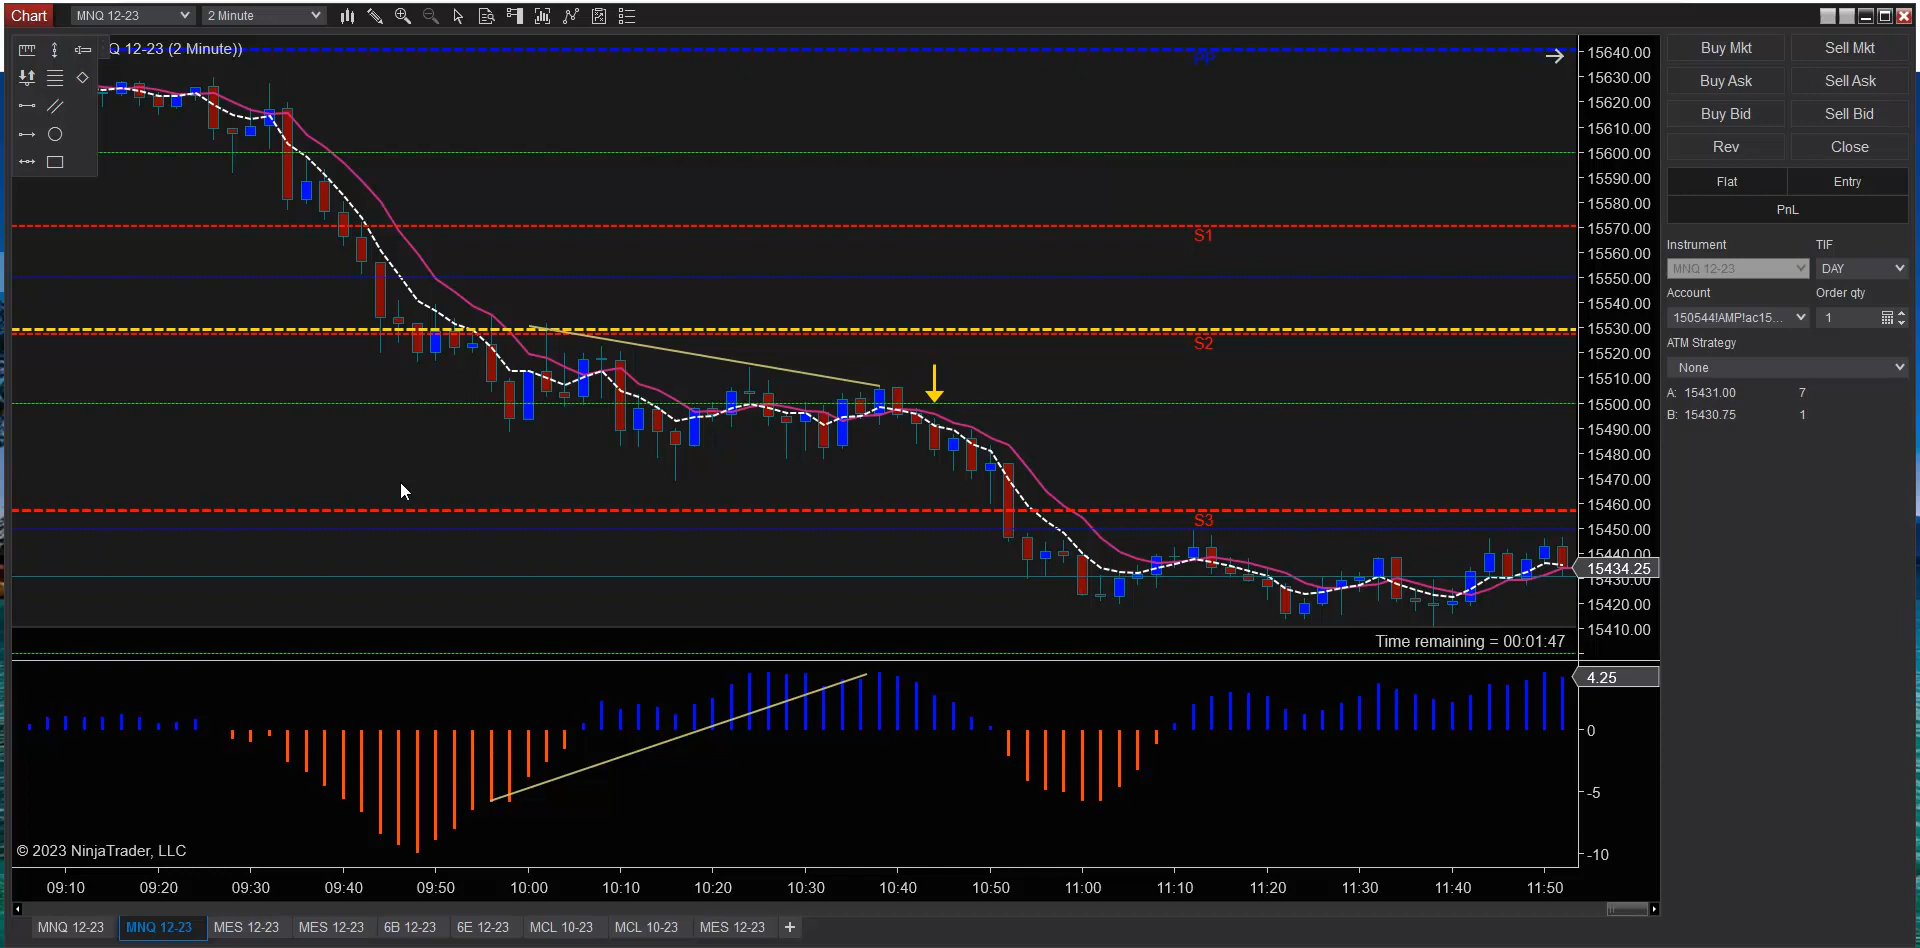 Chart MNQ 12-23 2 Minute
Q 12-23 (2 Minute))
PP
S1
S2
S3
15640.00
15630.00
15620.00
15610.00
15600.00
15590.00
15580.00
15570.00
15560.00
15550.00
15540.00
15530.00
15520.00
15510.00
15500.00
15490.00
15480.00
15470.00
15460.00
15450.00
15440.00
15434.25
15430.00
15420.00
15410.00
Time remaining = 00:01:47
4.25
0
-5
-10
© 2023 NinjaTrader, LLC
09:10 09:20 09:30 09:40 09:50 10:00 10:10 10:20 10:30 10:40 10:50 11:00 11:10 11:20 11:30 11:40 11:50
MNQ 12-23 MNQ 12-23 MES 12-23 MES 12-23 6B 12-23 6E 12-23 MCL 10-23 MCL 10-23 MES 12-23 +
Buy Mkt Sell Mkt
Buy Ask Sell Ask
Buy Bid Sell Bid
Rev Close
Flat Entry
PnL
Instrument TIF
MNQ 12-23 DAY
Account Order qty
150544!AMP!ac15... 1
ATM Strategy
None
A: 15431.00 7
B: 15430.75 1